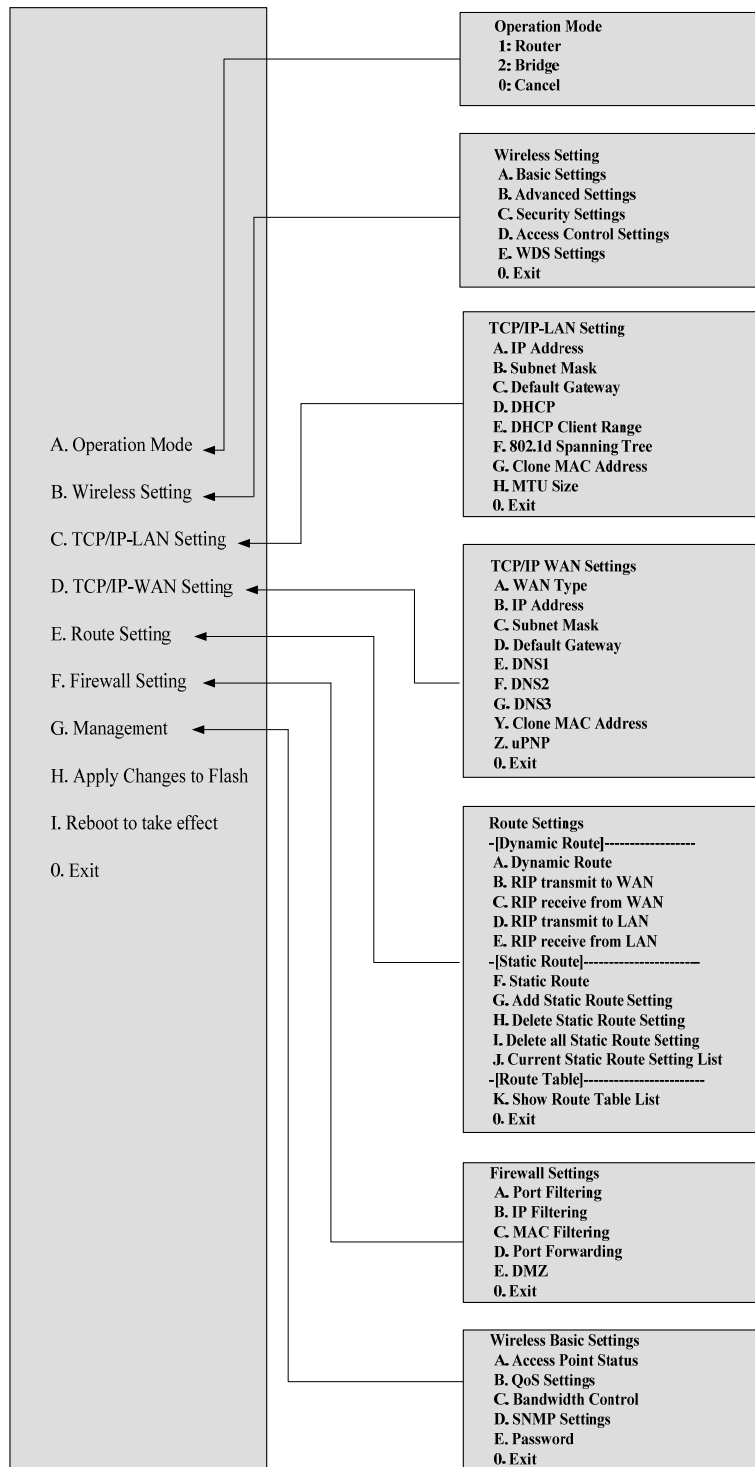 A. Operation Mode
B. Wireless Setting
C. TCP/IP-LAN Setting
D. TCP/IP-WAN Setting
E. Route Setting
F. Firewall Setting
G. Management
H. Apply Changes to Flash
I. Reboot to take effect
0. Exit
Operation Mode
1: Router
2: Bridge
0: Cancel
Wireless Setting
A. Basic Settings
B. Advanced Settings
C. Security Settings
D. Access Control Settings
E. WDS Settings
0. Exit
TCP/IP-LAN Setting
A. IP Address
B. Subnet Mask
C. Default Gateway
D. DHCP
E. DHCP Client Range
F. 802.1d Spanning Tree
G. Clone MAC Address
H. MTU Size
0. Exit
TCP/IP WAN Settings
A. WAN Type
B. IP Address
C. Subnet Mask
D. Default Gateway
E. DNS1
F. DNS2
G. DNS3
Y. Clone MAC Address
Z. uPNP
0. Exit
Route Settings
-[Dynamic Route]------------------
A. Dynamic Route
B. RIP transmit to WAN
C. RIP receive from WAN
D. RIP transmit to LAN
E. RIP receive from LAN
-[Static Route]-----------------------
F. Static Route
G. Add Static Route Setting
H. Delete Static Route Setting
I. Delete all Static Route Setting
J. Current Static Route Setting List
-[Route Table]------------------------
K. Show Route Table List
0. Exit
Firewall Settings
A. Port Filtering
B. IP Filtering
C. MAC Filtering
D. Port Forwarding
E. DMZ
0. Exit
Wireless Basic Settings
A. Access Point Status
B. QoS Settings
C. Bandwidth Control
D. SNMP Settings
E. Password
0. Exit